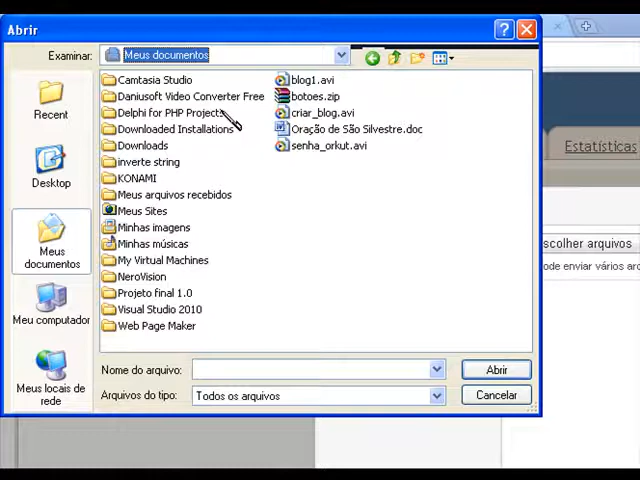 Abrir
Examinar:
Meus documentos
Recent
Desktop
Meus
documentos
Meu computador
Meus locais de
rede
Camtasia Studio
Daniusoft Video Converter Free
Delphi for PHP Projects
Downloaded Installations
Downloads
inverte string
KONAMI
Meus arquivos recebidos
Meus Sites
Minhas imagens
Minhas músicas
My Virtual Machines
NeroVision
Projeto final 1.0
Visual Studio 2010
Web Page Maker
blog1.avi
botoes.zip
criar_blog.avi
Oração de São Silvestre.doc
senha_orkut.avi
Nome do arquivo:
Abrir
Arquivos do tipo:
Todos os arquivos
Cancelar
Estatísticas
scolher arquivos
ode enviar vários arc